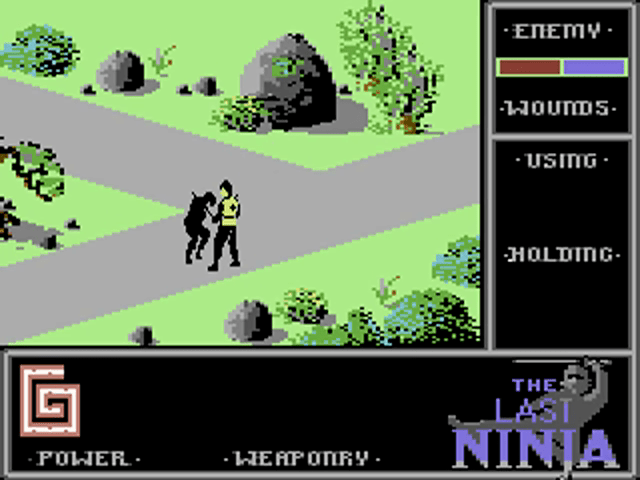 ·ENEMY·
·WOUNDS·
·USING·
·HOLDING·
·POWER·
·WEAPONRY·
THE
LAST
NINJA